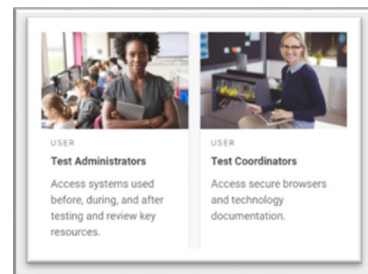 USER
Test Administrators
Access systems used
before, during, and after
testing and review key
resources.
USER
Test Coordinators
Access secure browsers
and technology
documentation.